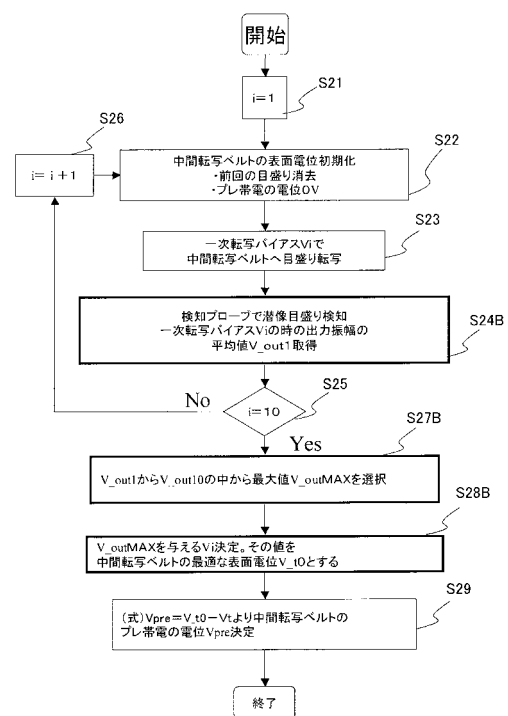 開始
S21
i=1
S26
i= i+1
S22
中間転写ベルトの表面電位初期化
・前回の目盛り消去
・プレ帯電の電位0V
S23
一次転写バイアスViで
中間転写ベルトへ目盛り転写
検知プローブで潜像目盛り検知
一次転写バイアスViの時の出力振幅の
平均値V_out1取得
S24B
S25
i=10
No
Yes
S27B
V_out1からV_out10の中から最大値V_outMAXを選択
S28B
V_outMAXを与えるVi決定。その値を
中間転写ベルトの最適な表面電位V_t0とする
S29
(式)Vpre=V_t0-Vtより中間転写ベルトの
プレ帯電の電位Vpre決定
終了